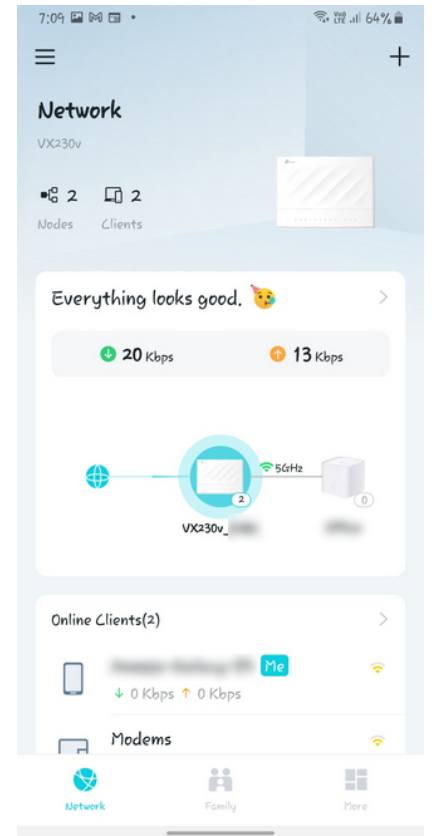 7:09 64%
Network
VX230v
2 2
Nodes Clients
Everything looks good.
20 Kbps 13 Kbps
5GHz
2 0
VX230v_
Online Clients(2)
Me
↓ 0 Kbps ↑ 0 Kbps
Modems
Network Family More